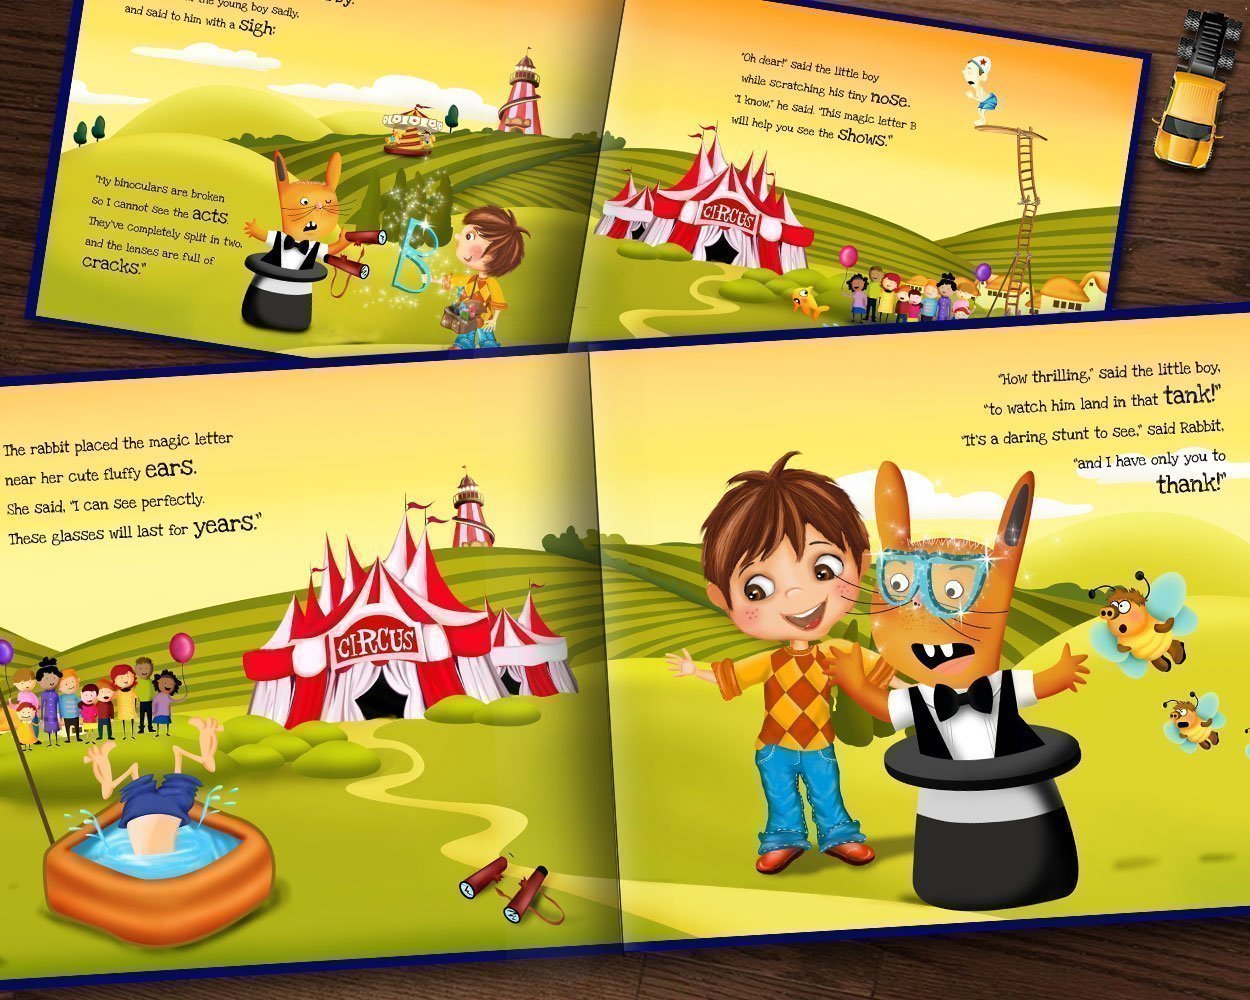 the young boy sadly,
and said to him with a sigh:
"My binoculars are broken
so I cannot see the acts.
They've completely split in two,
and the lenses are full of
cracks."
B
"Oh dear!" said the little boy
while scratching his tiny nose.
"I know," he said. "This magic letter B
will help you see the shows."
CIRCUS
The rabbit placed the magic letter
near her cute fluffy ears.
She said, "I can see perfectly.
These glasses will last for years."
CIRCUS
"How thrilling," said the little boy,
"to watch him land in that tank!"
"It's a daring stunt to see," said Rabbit,
"and I have only you to
thank!"